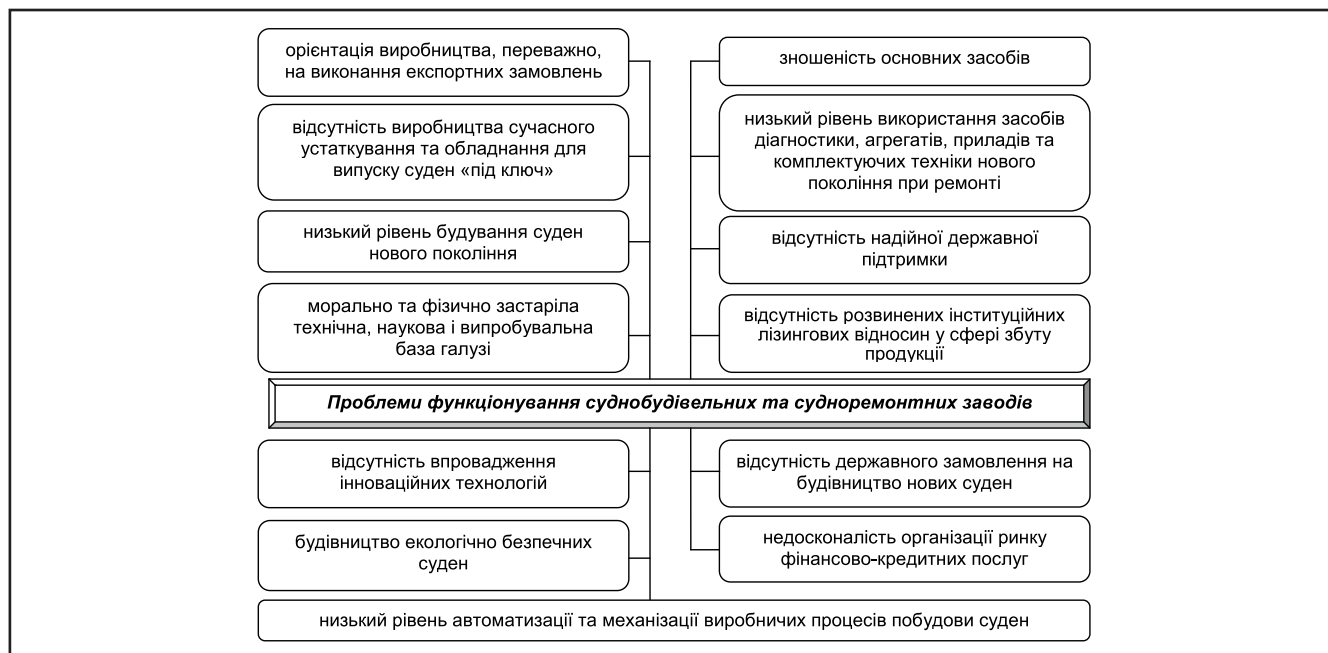 орієнтація виробництва, переважно,
на виконання експортних замовлень
відсутність виробництва сучасного
устаткування та обладнання для
випуску суден «під ключ»
низький рівень будування суден
нового покоління
морально та фізично застаріла
технічна, наукова і випробувальна
база галузі
зношеність основних засобів
низький рівень використання засобів
діагностики, агрегатів, приладів та
комплектуючих техніки нового
покоління при ремонті
відсутність надійної державної
підтримки
відсутність розвинених інституційних
лізингових відносин у сфері збуту
продукції
Проблеми функціонування суднобудівельних та судноремонтних заводів
відсутність впровадження
інноваційних технологій
будівництво екологічно безпечних
суден
відсутність державного замовлення на
будівництво нових суден
недосконалість організації ринку
фінансово-кредитних послуг
низький рівень автоматизації та механізації виробничих процесів побудови суден